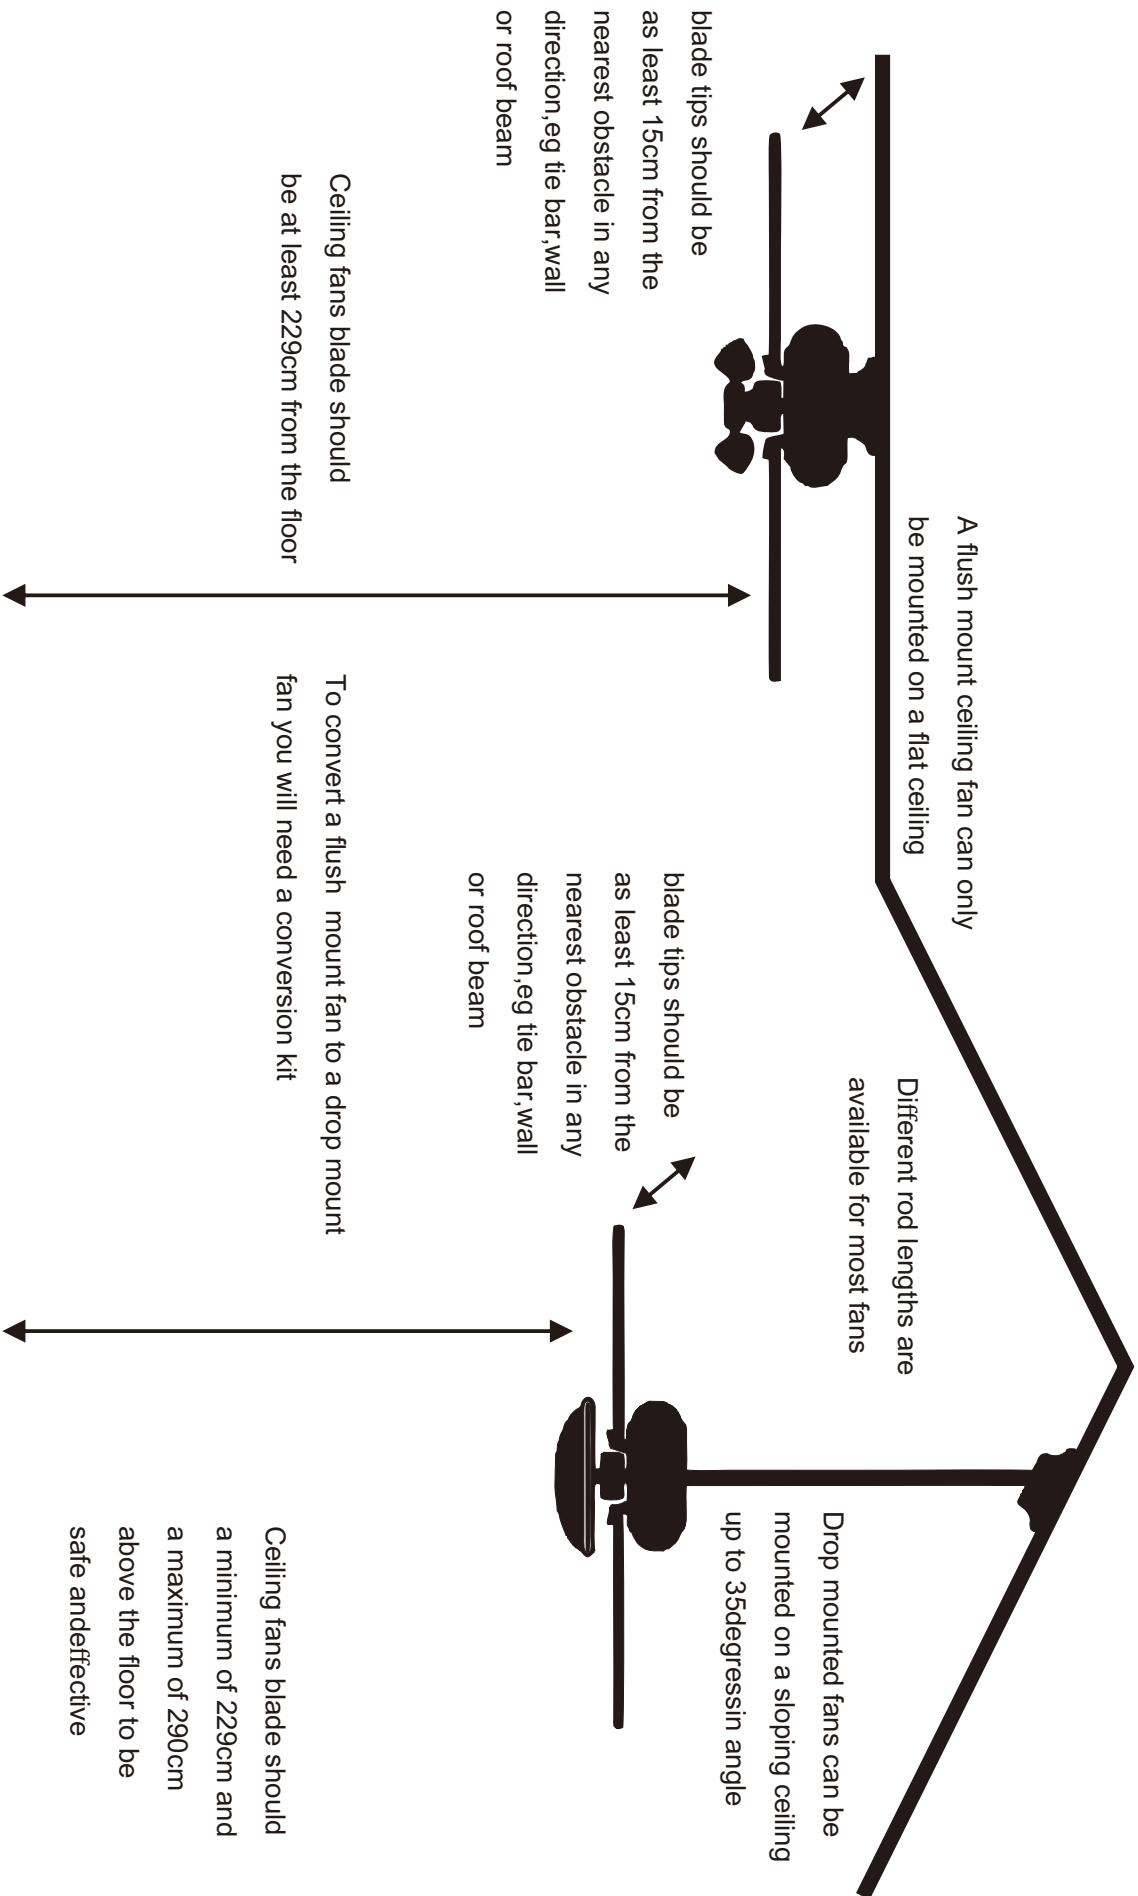 A flush mount ceiling fan can only
be mounted on a flat ceiling
blade tips should be
as least 15cm from the
nearest obstacle in any
direction,eg tie bar,wall
or roof beam
Ceiling fans blade should
be at least 229cm from the floor
Different rod lengths are
available for most fans
Drop mounted fans can be
mounted on a sloping ceiling
up to 35degressin angle
blade tips should be
as least 15cm from the
nearest obstacle in any
direction,eg tie bar,wall
or roof beam
To convert a flush mount fan to a drop mount
fan you will need a conversion kit
Ceiling fans blade should
a minimum of 229cm and
a maximum of 290cm
above the floor to be
safe andeffective